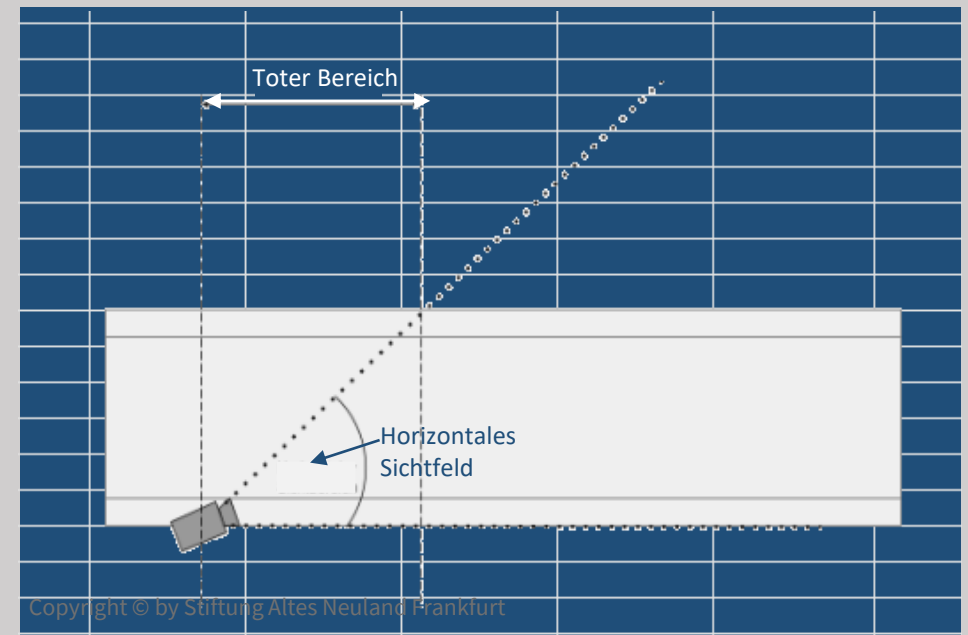 Toter Bereich
Horizontales
Sichtfeld
Copyright © by Stiftung Altes Neuland Frankfurt